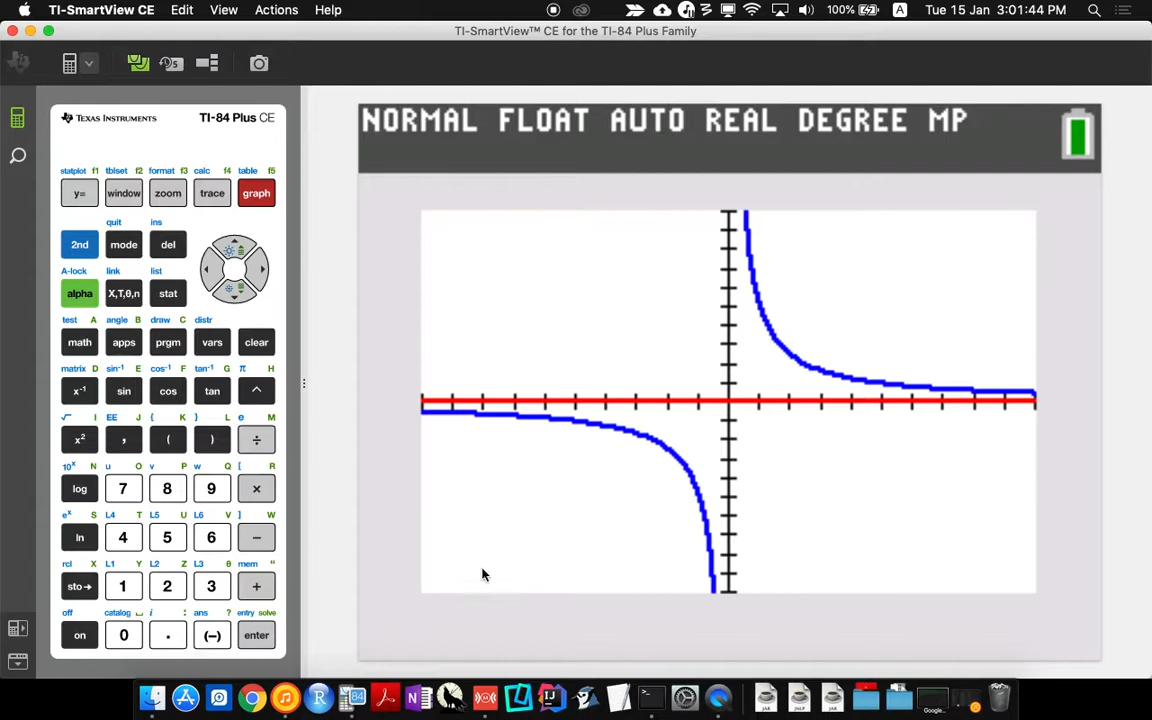 TI-SmartView CE Edit View Actions Help 100% A Tue 15 Jan 3:01:44 PM
TI-SmartView™ CE for the TI-84 Plus Family
TEXAS INSTRUMENTS TI-84 Plus CE
NORMAL FLOAT AUTO REAL DEGREE MP
statplot f1 tblset f2 format f3 calc f4 table f5
y= window zoom trace graph
quit ins
2nd mode del
A-lock link list
alpha X,T,θ,n stat
test A angle B draw C distr
math apps prgm vars clear
matrix D sin⁻¹ E cos⁻¹ F tan⁻¹ G π H
x⁻¹ sin cos tan ^
√ I EE J { K } L e M
x² , ( ) ÷
10ˣ N u O v P w Q [ R
log 7 8 9 ×
eˣ S L4 T L5 U L6 V ] W
ln 4 5 6 −
rcl X L1 Y L2 Z L3 θ mem "
sto→ 1 2 3 +
off catalog ␣ i : ans ? entry solve
on 0 . (−) enter
84
Google...
JAR JNLP JAR